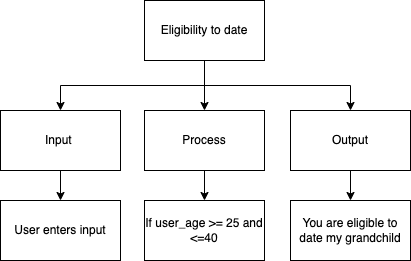 Eligibility to date
Input
Process
Output
User enters input
If user_age >= 25 and
<=40
You are eligible to
date my grandchild